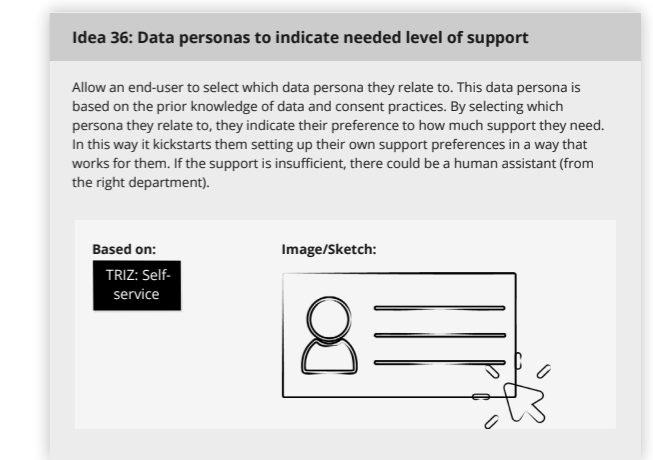 Idea 36: Data personas to indicate needed level of support
Allow an end-user to select which data persona they relate to. This data persona is
based on the prior knowledge of data and consent practices. By selecting which
persona they relate to, they indicate their preference to how much support they need.
In this way it kickstarts them setting up their own support preferences in a way that
works for them. If the support is insufficient, there could be a human assistant (from
the right department).
Based on:
TRIZ: Self-
service
Image/Sketch: